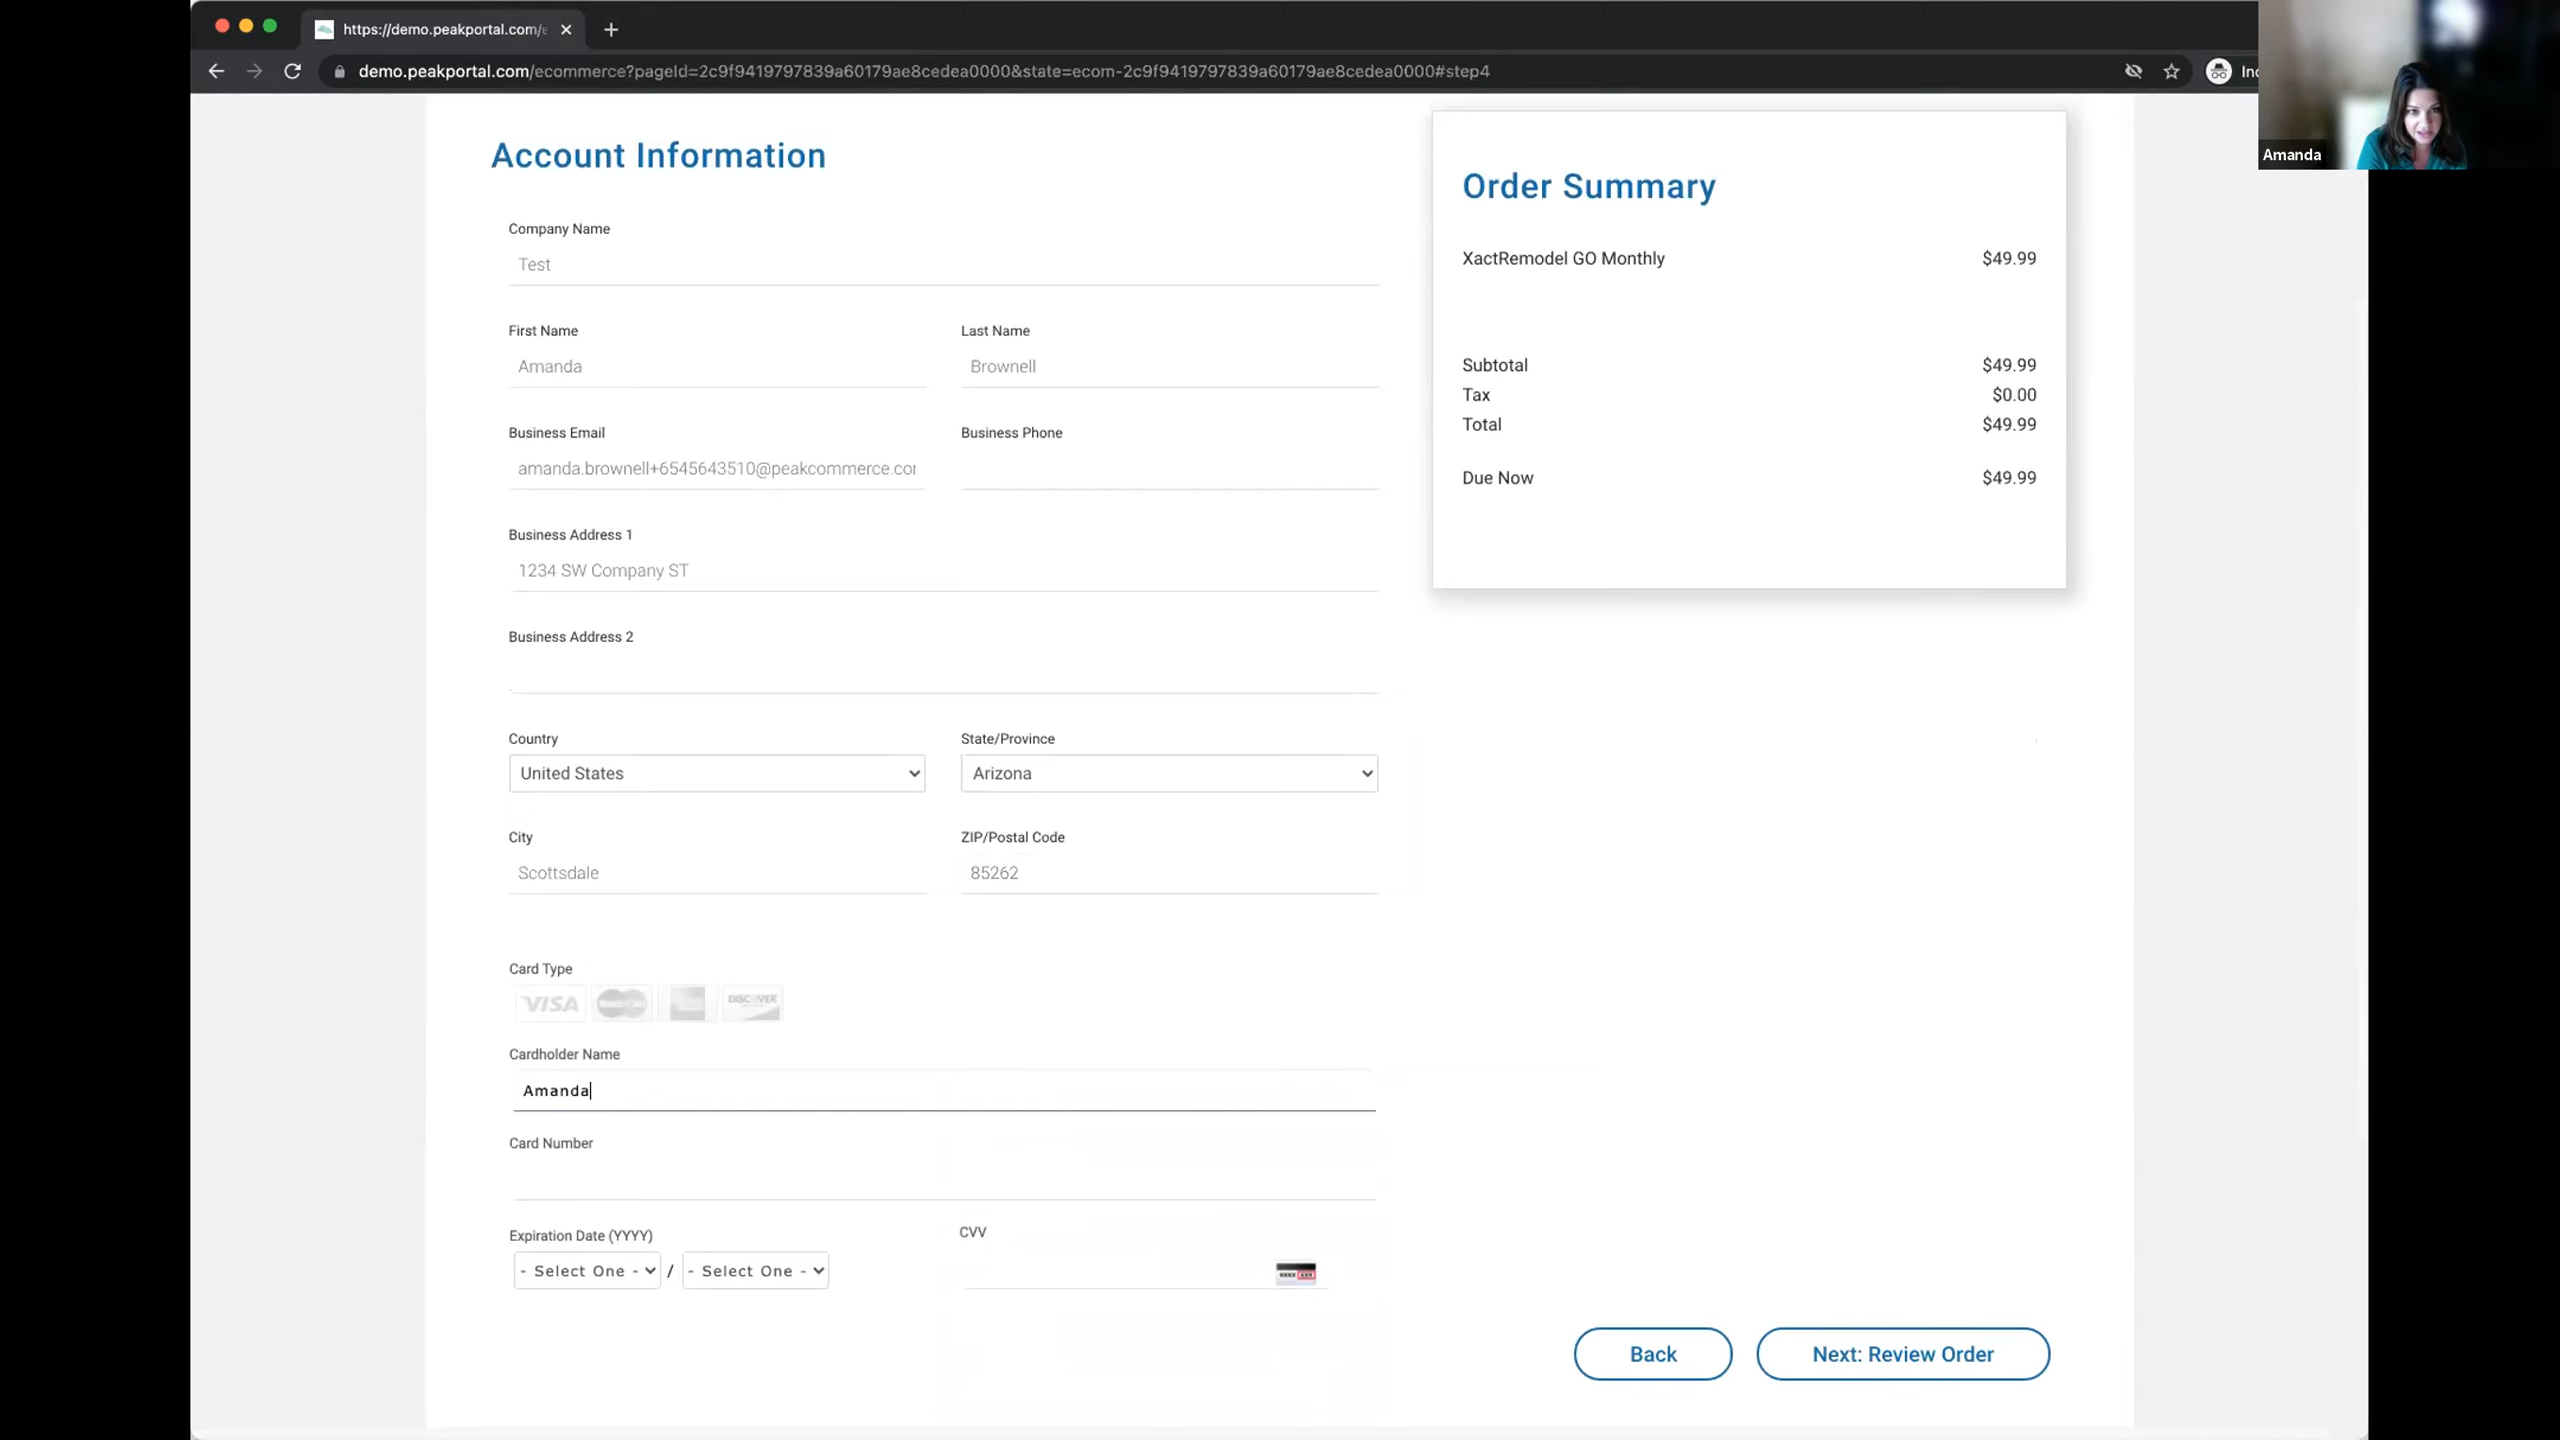 https://demo.peakportal.com/e
demo.peakportal.com/ecommerce?pageId=2c9f9419797839a60179ae8cedea0000&state=ecom-2c9f9419797839a60179ae8cedea0000#step4
Inc
Amanda
Account Information
Company Name
Test
First Name
Last Name
Amanda
Brownell
Business Email
Business Phone
amanda.brownell+6545643510@peakcommerce.com
Business Address 1
1234 SW Company ST
Business Address 2
Country
State/Province
United States
Arizona
City
ZIP/Postal Code
Scottsdale
85262
Card Type
VISA
MasterCard
DISCOVER
Cardholder Name
Amanda
Card Number
Expiration Date (YYYY)
CVV
- Select One - / - Select One -
Order Summary
XactRemodel GO Monthly $49.99
Subtotal $49.99
Tax $0.00
Total $49.99
Due Now $49.99
Back
Next: Review Order